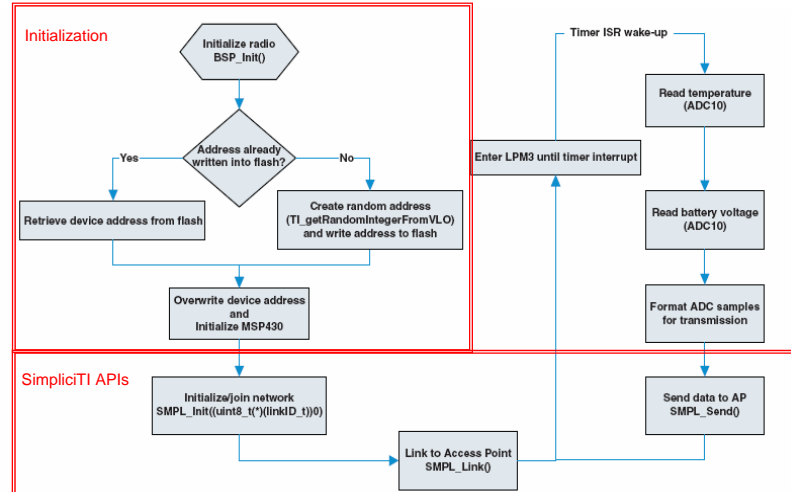 Initialization
Initialize radio
BSP_Init()
Address already
written into flash?
Yes
No
Retrieve device address from flash
Create random address
(TI_getRandomIntegerFromVLO)
and write address to flash
Overwrite device address
and
Initialize MSP430
SimpliciTI APIs
Initialize/join network
SMPL_Init((uint8_t(*)(linkID_t))0)
Link to Access Point
SMPL_Link()
Enter LPM3 until timer interrupt
Timer ISR wake-up
Read temperature
(ADC10)
Read battery voltage
(ADC10)
Format ADC samples
for transmission
Send data to AP
SMPL_Send()